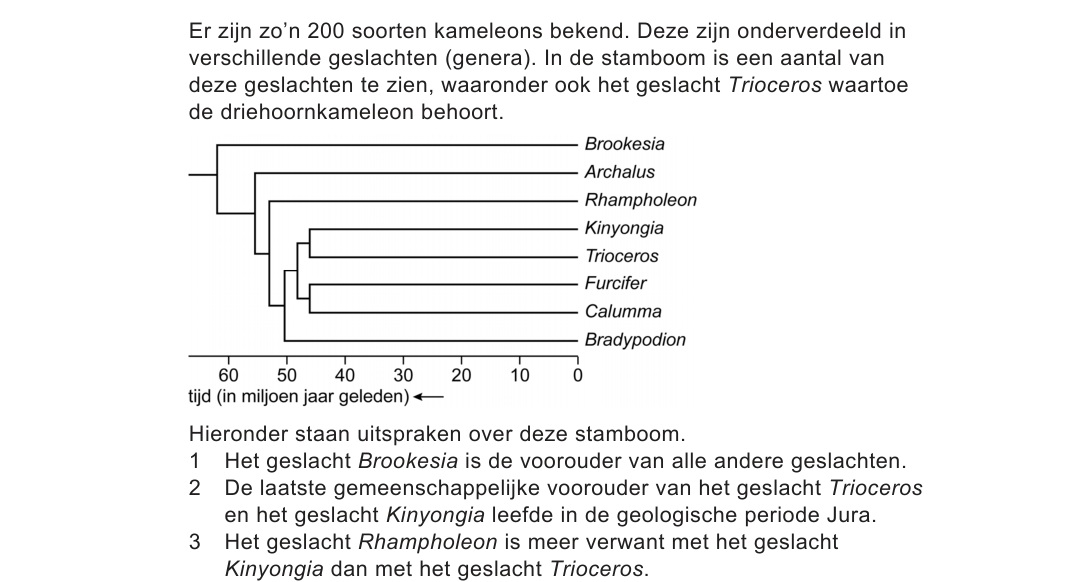 Er zijn zo’n 200 soorten kameleons bekend. Deze zijn onderverdeeld in
verschillende geslachten (genera). In de stamboom is een aantal van
deze geslachten te zien, waaronder ook het geslacht Trioceros waartoe
de driehoornkameleon behoort.
Brookesia
Archalus
Rhampholeon
Kinyongia
Trioceros
Furcifer
Calumma
Bradypodion
60 50 40 30 20 10 0
tijd (in miljoen jaar geleden)
Hieronder staan uitspraken over deze stamboom.
1 Het geslacht Brookesia is de voorouder van alle andere geslachten.
2 De laatste gemeenschappelijke voorouder van het geslacht Trioceros
en het geslacht Kinyongia leefde in de geologische periode Jura.
3 Het geslacht Rhampholeon is meer verwant met het geslacht
Kinyongia dan met het geslacht Trioceros.